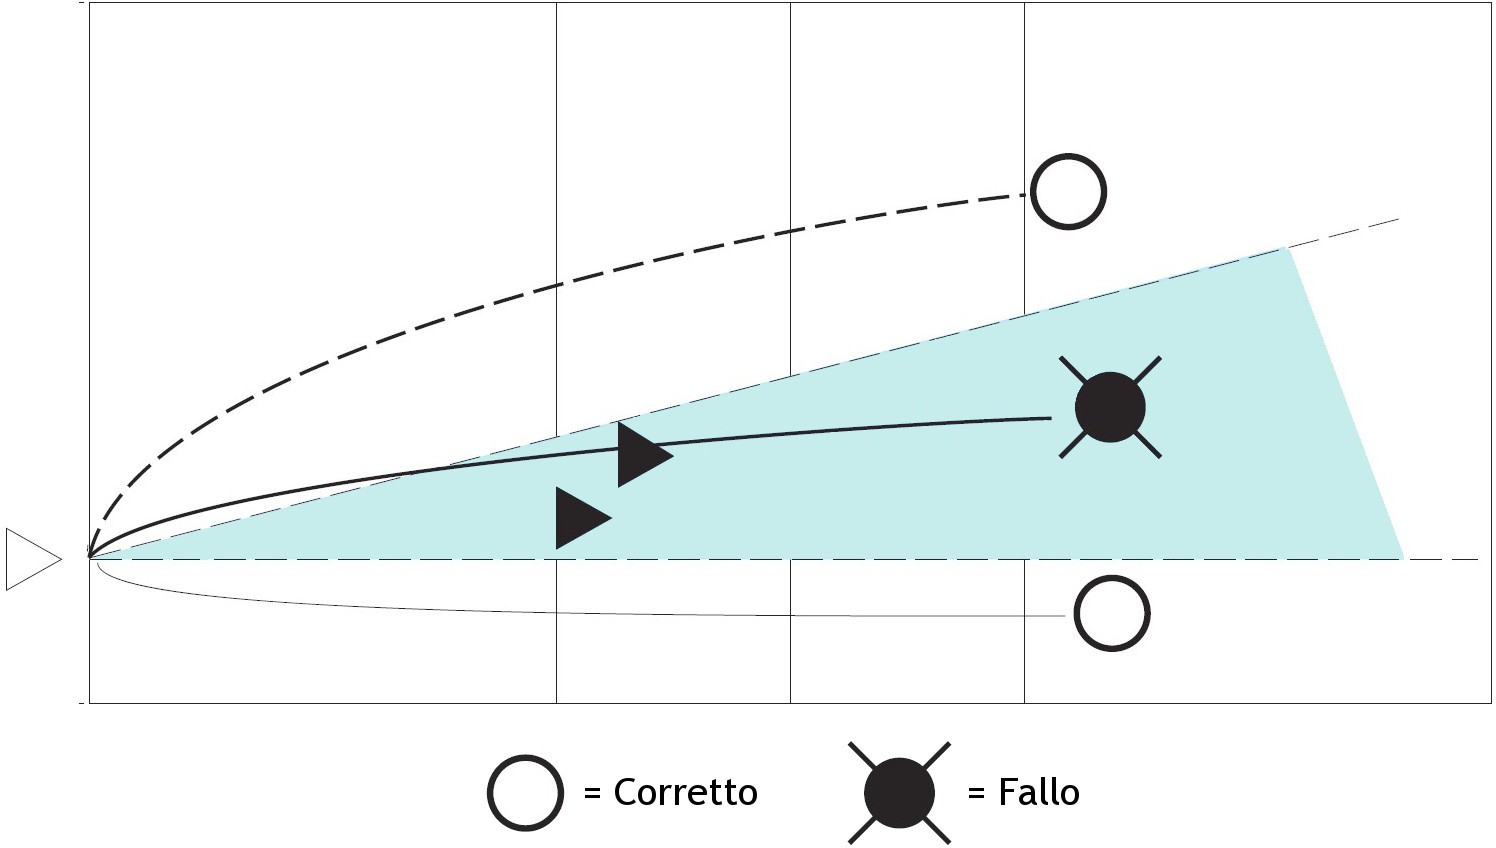 = Corretto = Fallo